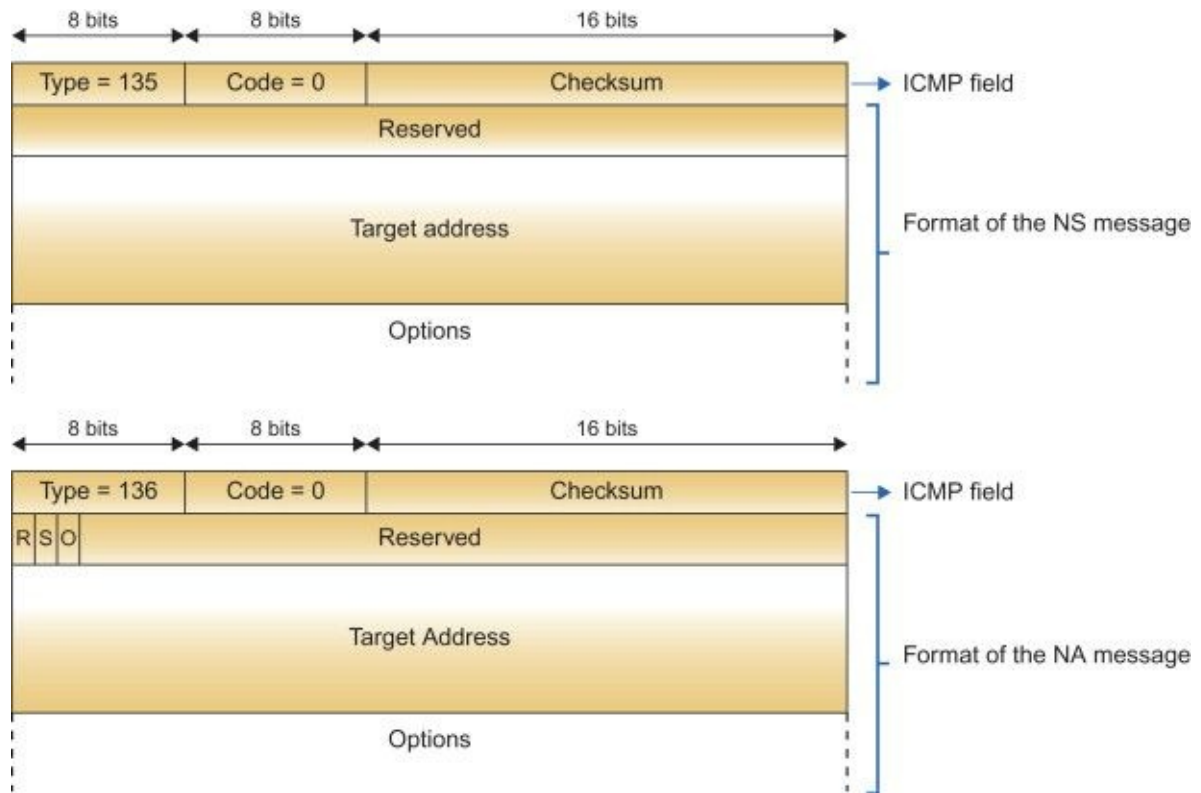 8 bits 8 bits 16 bits
Type = 135 Code = 0 Checksum ICMP field
Reserved
Target address
Format of the NS message
Options
8 bits 8 bits 16 bits
Type = 136 Code = 0 Checksum ICMP field
R S O Reserved
Target Address
Format of the NA message
Options